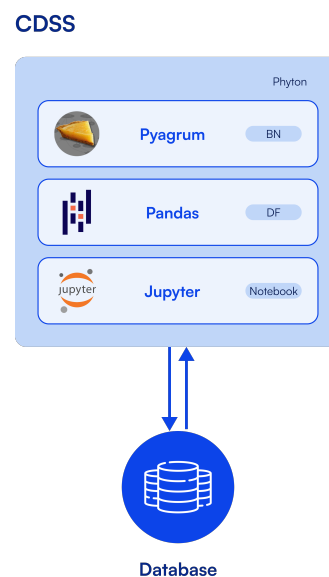 CDSS
Phyton
Pyagrum
BN
Pandas
DF
jupyter
Jupyter
Notebook
Database